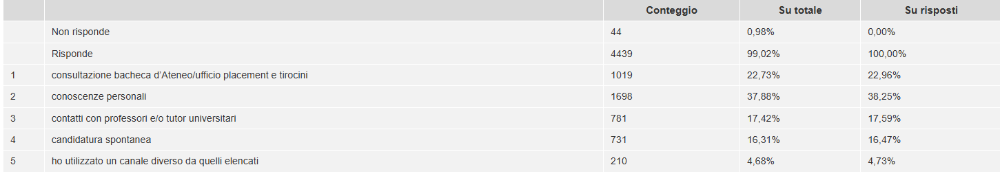 Conteggio Su totale Su risposti
Non risponde 44 0,98% 0,00%
Risponde 4439 99,02% 100,00%
1 consultazione bacheca d’Ateneo/ufficio placement e tirocini 1019 22,73% 22,96%
2 conoscenze personali 1698 37,88% 38,25%
3 contatti con professori e/o tutor universitari 781 17,42% 17,59%
4 candidatura spontanea 731 16,31% 16,47%
5 ho utilizzato un canale diverso da quelli elencati 210 4,68% 4,73%